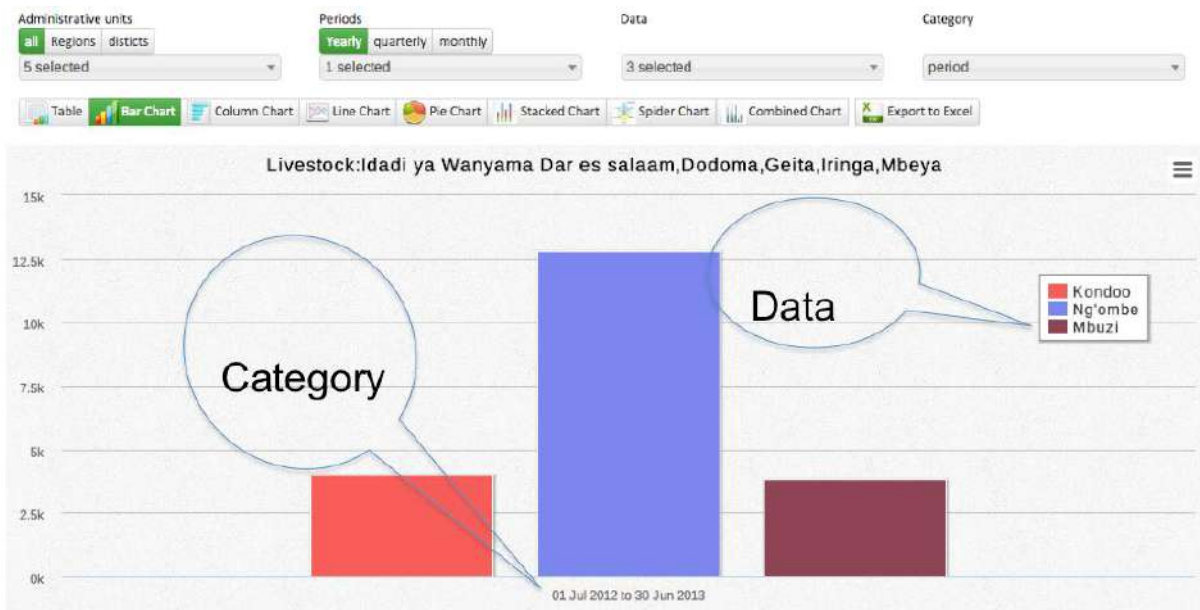 Administrative units
Periods
Data
Category
all Regions disticts
Yearly quarterly monthly
5 selected
1 selected
3 selected
period
Table Bar Chart Column Chart Line Chart Pie Chart Stacked Chart Spider Chart Combined Chart Export to Excel
Livestock:Idadi ya Wanyama Dar es salaam,Dodoma,Geita,Iringa,Mbeya
15k
12.5k
10k
7.5k
5k
2.5k
0k
Category
Data
Kondoo
Ng'ombe
Mbuzi
01 Jul 2012 to 30 Jun 2013